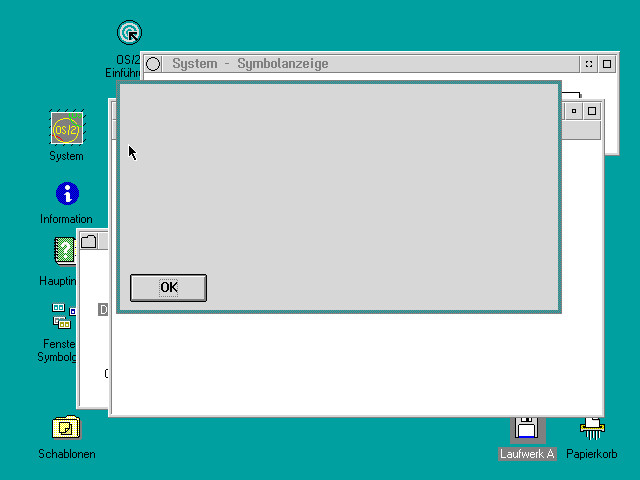 OS/2
Einführ
System - Symbolanzeige
OS/2
System
Information
Hauptin
D
Fenste
Symbolg
OK
Schablonen
Laufwerk A
Papierkorb